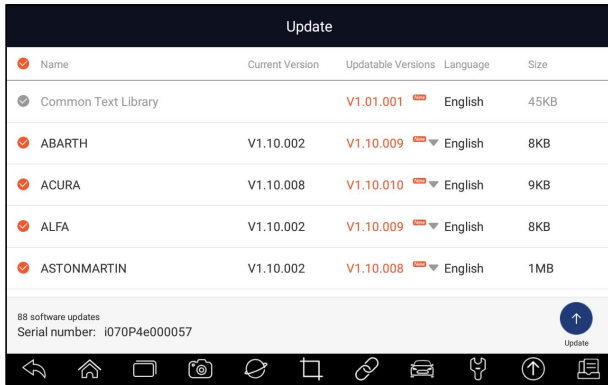 Update
Name Current Version Updatable Versions Language Size
Common Text Library V1.01.001 New English 45KB
ABARTH V1.10.002 V1.10.009 New English 8KB
ACURA V1.10.008 V1.10.010 New English 9KB
ALFA V1.10.002 V1.10.009 New English 8KB
ASTONMARTIN V1.10.002 V1.10.008 New English 1MB
88 software updates
Serial number: i070P4e000057
Update